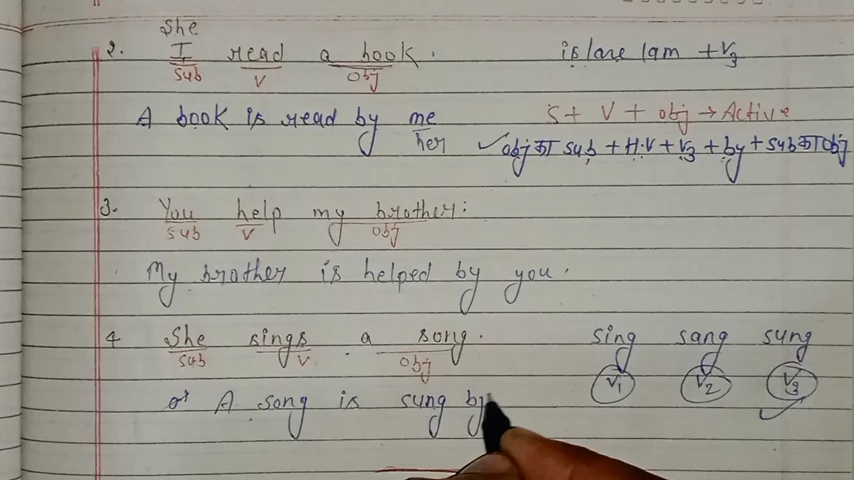 She
2. I read a book. is/are/am + V3
sub V obj
A book is read by me S + V + obj → Active
her ✓obj का sub + H.V + V3 + by + sub का obj
3. You help my brother:
sub V obj
My brother is helped by you.
4 She sings a song. sing sang sung
sub V obj V1 V2 V3
A song is sung by